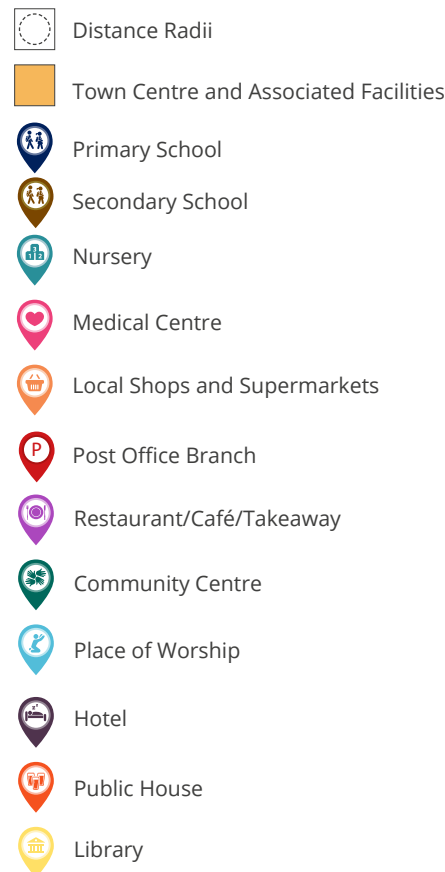 Distance Radii
Town Centre and Associated Facilities
Primary School
Secondary School
Nursery
Medical Centre
Local Shops and Supermarkets
P
Post Office Branch
Restaurant/Café/Takeaway
Community Centre
Place of Worship
Hotel
Public House
Library